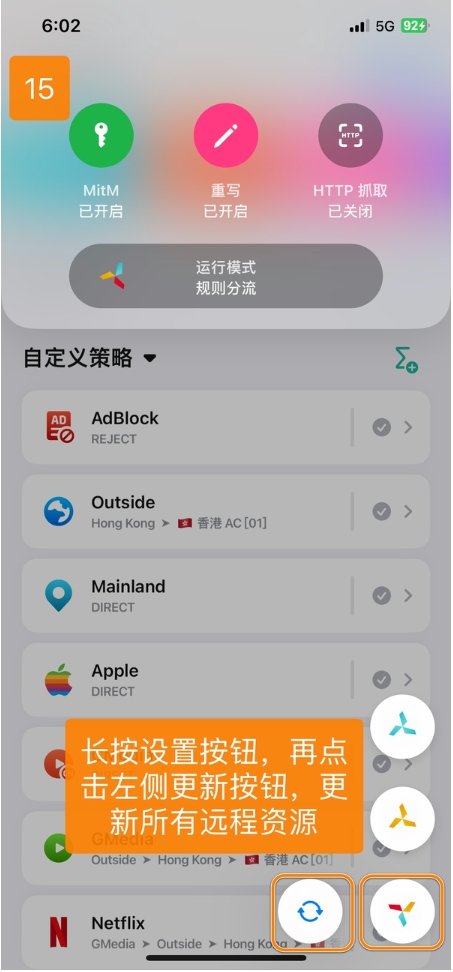 6:02
5G 92
15
MitM
已开启
重写
已开启
HTTP
HTTP 抓取
已关闭
运行模式
规则分流
自定义策略
AD
AdBlock
REJECT
Outside
Hong Kong ➤ 🇭🇰 香港 AC [01]
Mainland
DIRECT
Apple
DIRECT
长按设置按钮，再点
击左侧更新按钮，更
新所有远程资源
GMedia
Outside ➤ Hong Kong ➤ 🇭🇰 香港 AC [01]
N
Netflix
GMedia ➤ Outside ➤ Hong Kong ➤